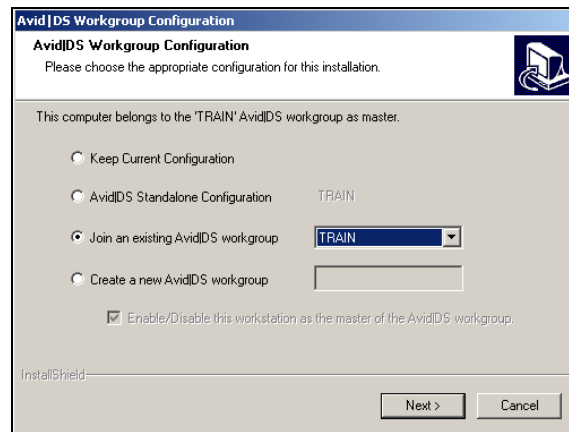 Avid|DS Workgroup Configuration
Avid|DS Workgroup Configuration
Please choose the appropriate configuration for this installation.
This computer belongs to the 'TRAIN' Avid|DS workgroup as master.
Keep Current Configuration
Avid|DS Standalone Configuration TRAIN
Join an existing Avid|DS workgroup TRAIN
Create a new Avid|DS workgroup
Enable/Disable this workstation as the master of the Avid|DS workgroup.
InstallShield
Next > Cancel